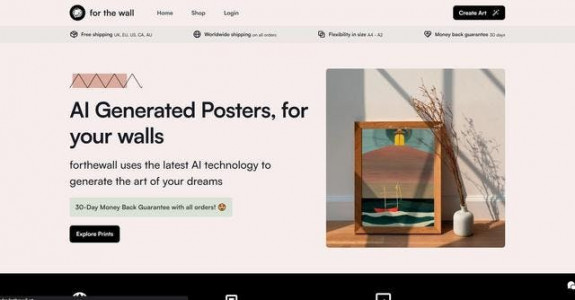 for the wall
Home Shop Login
Create Art
Free shipping UK, EU, US, CA, AU
Worldwide shipping on all orders
Flexibility in size A4 - A2
Money back guarantee 30 days
AI Generated Posters, for
your walls
forthewall uses the latest AI technology to
generate the art of your dreams
30-Day Money Back Guarantee with all orders! 😍
Explore Prints